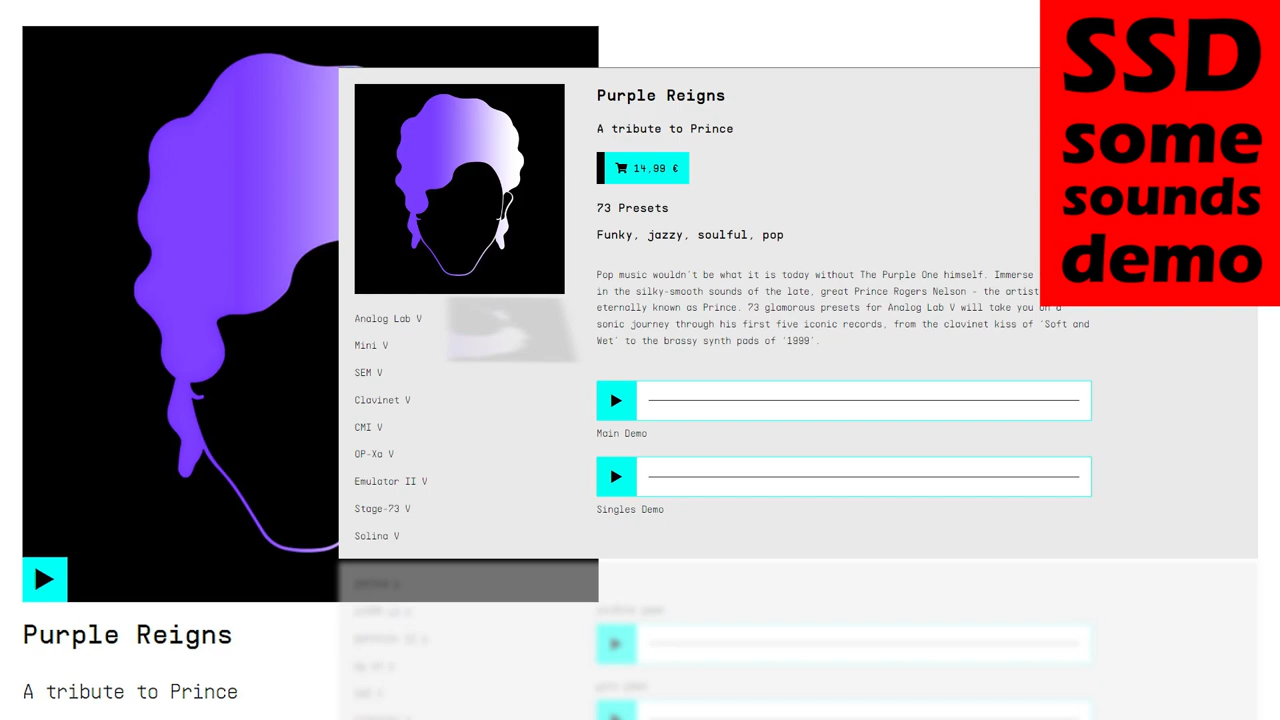 SSD
some
sounds
demo
Purple Reigns
A tribute to Prince
14,99 €
73 Presets
Funky, jazzy, soulful, pop
Pop music wouldn't be what it is today without The Purple One himself. Immerse
in the silky-smooth sounds of the late, great Prince Rogers Nelson – the artist
eternally known as Prince. 73 glamorous presets for Analog Lab V will take you on a
sonic journey through his first five iconic records, from the clavinet kiss of 'Soft and
Wet' to the brassy synth pads of '1999'.
Main Demo
Singles Demo
Analog Lab V
Mini V
SEM V
Clavinet V
CMI V
OP-Xa V
Emulator II V
Stage-73 V
Solina V
Purple Reigns
A tribute to Prince